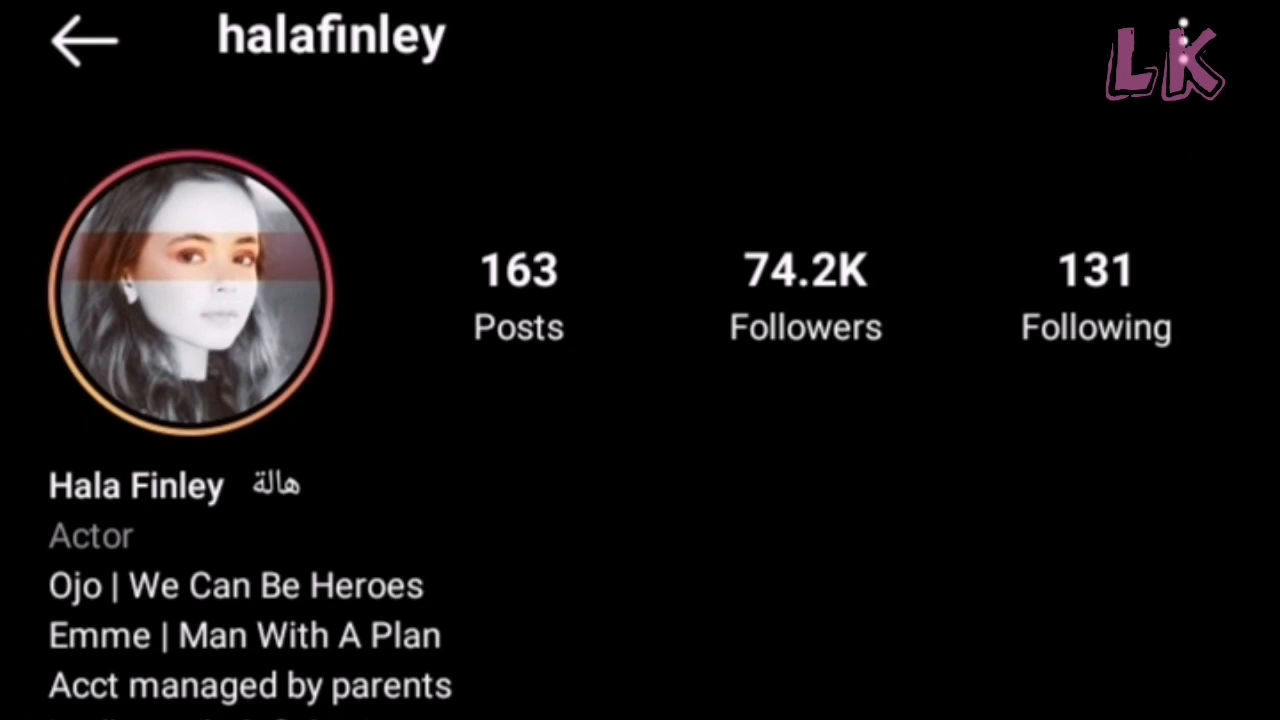 halafinley
LK
163 74.2K 131
Posts Followers Following
Hala Finley هالة
Actor
Ojo | We Can Be Heroes
Emme | Man With A Plan
Acct managed by parents